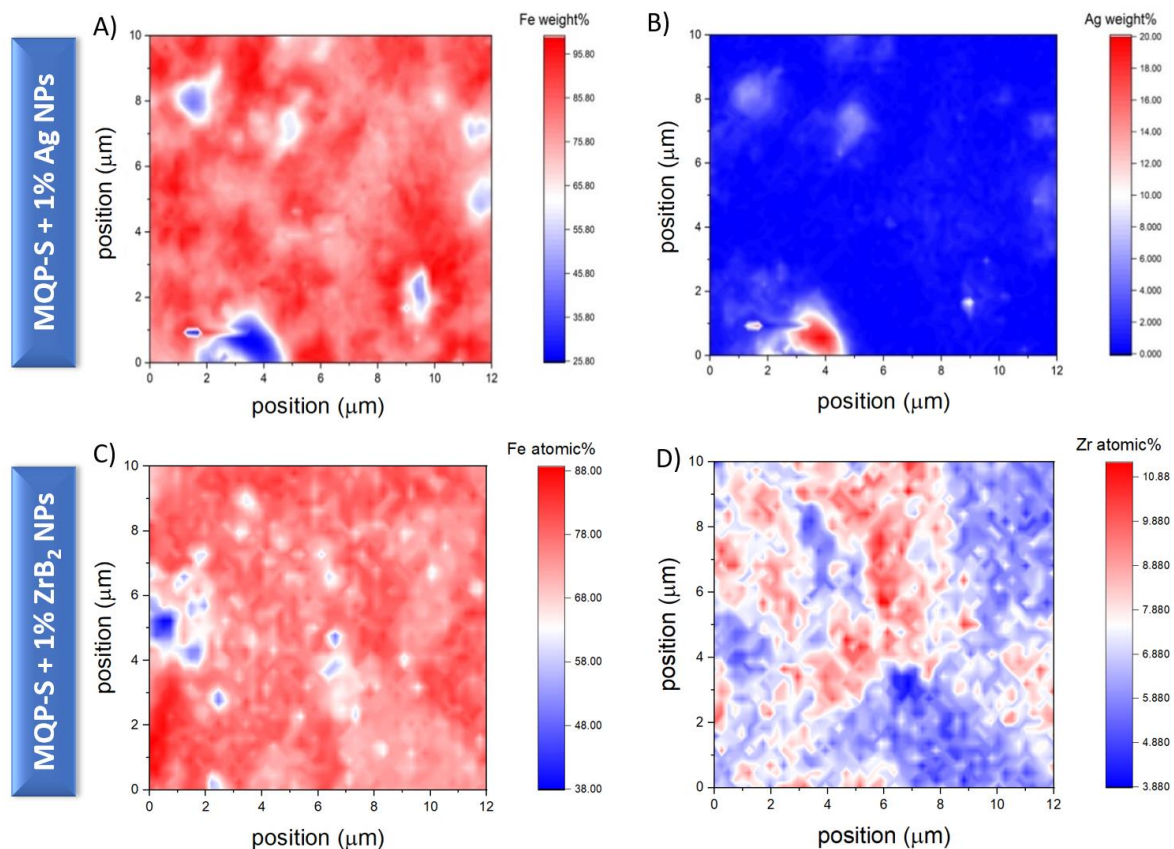 MQP-S + 1% Ag NPs
A)
Fe weight%
10
8
6
4
2
0
0 2 4 6 8 10 12
position (μm)
position (μm)
95.80
85.80
75.80
65.80
55.80
45.80
35.80
25.80
B)
Ag weight%
10
8
6
4
2
0
0 2 4 6 8 10 12
position (μm)
position (μm)
20.00
18.00
16.00
14.00
12.00
10.00
8.000
6.000
4.000
2.000
0.000
MQP-S + 1% ZrB₂ NPs
C)
Fe atomic%
10
8
6
4
2
0
0 2 4 6 8 10 12
position (μm)
position (μm)
88.00
78.00
68.00
58.00
48.00
38.00
D)
Zr atomic%
10
8
6
4
2
0
0 2 4 6 8 10 12
position (μm)
position (μm)
10.88
9.880
8.880
7.880
6.880
5.880
4.880
3.880